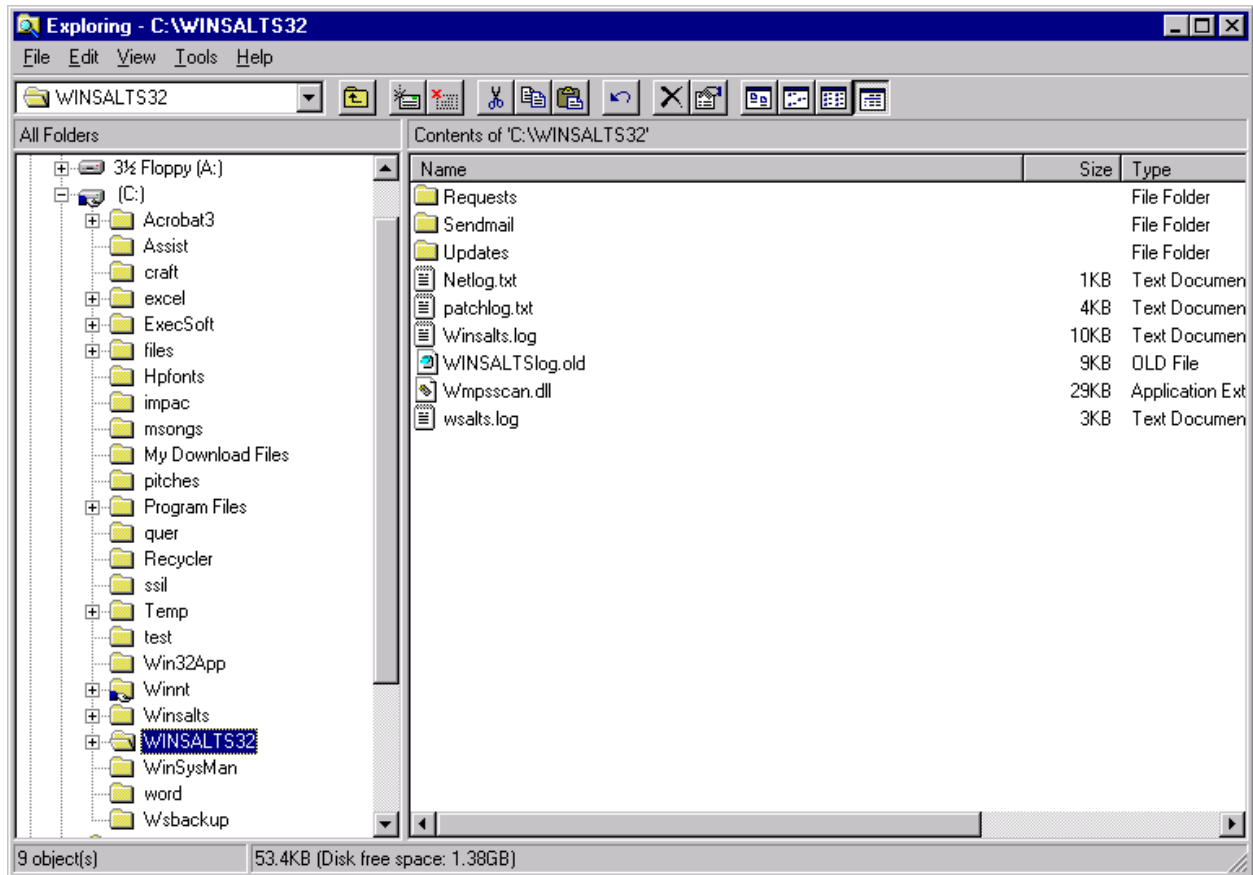 Exploring - C:\WINSALTS32
File Edit View Tools Help
WINSALTS32
All Folders
Contents of 'C:\WINSALTS32'
3½ Floppy (A:)
(C:)
Acrobat3
Assist
craft
excel
ExecSoft
files
Hpfonts
impac
msongs
My Download Files
pitches
Program Files
quer
Recycler
ssil
Temp
test
Win32App
Winnt
Winsalts
WINSALTS32
WinSysMan
word
Wsbackup
Name Size Type
Requests File Folder
Sendmail File Folder
Updates File Folder
Netlog.txt 1KB Text Documen
patchlog.txt 4KB Text Documen
Winsalts.log 10KB Text Documen
WINSALTSlog.old 9KB OLD File
Wmpsscan.dll 29KB Application Ext
wsalts.log 3KB Text Documen
9 object(s) 53.4KB (Disk free space: 1.38GB)